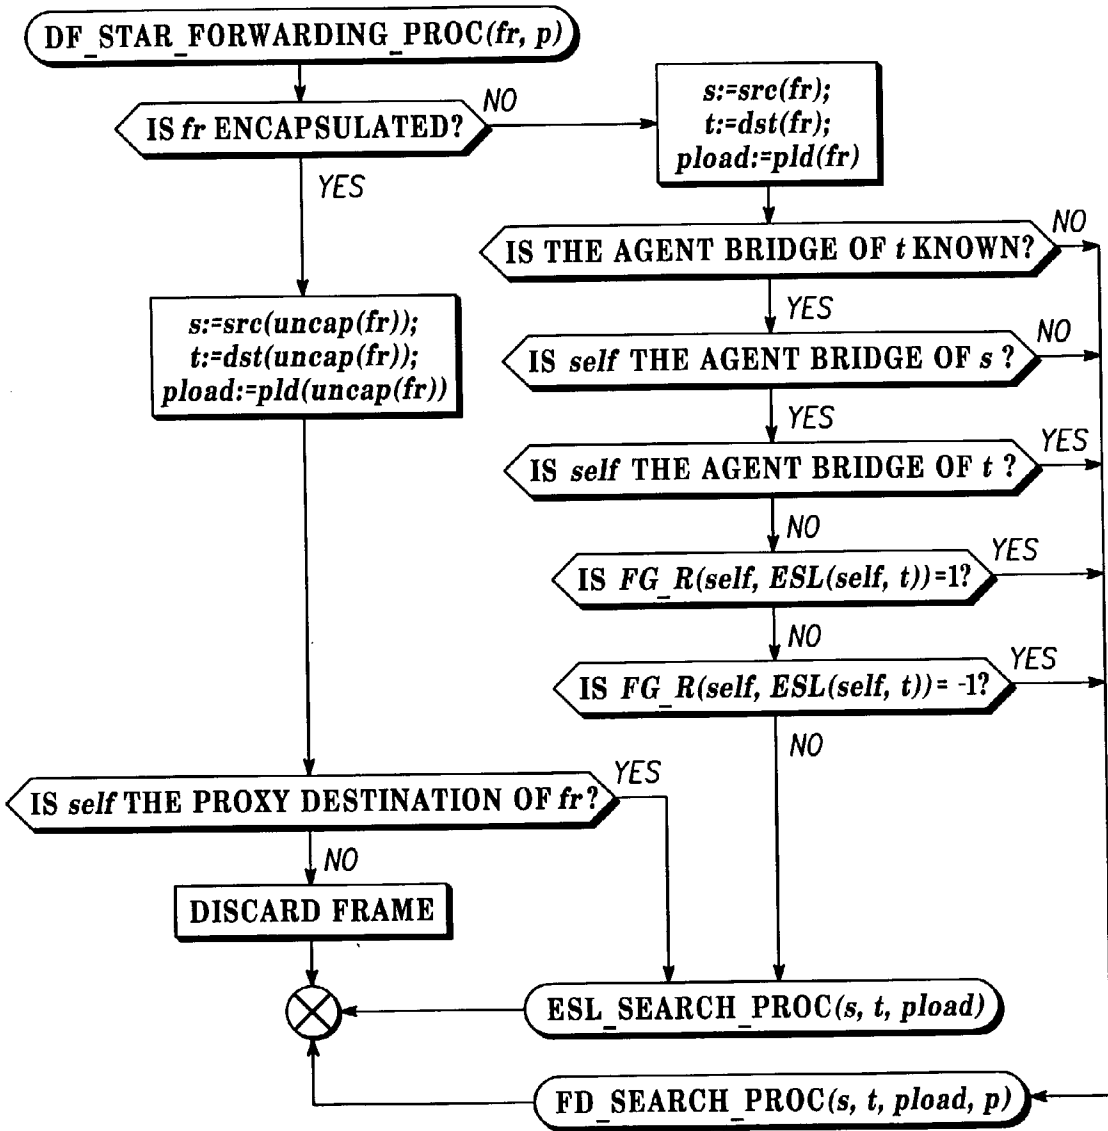 DF_STAR_FORWARDING_PROC(fr, p)
IS fr ENCAPSULATED?
NO
YES
s:=src(fr);
t:=dst(fr);
pload:=pld(fr)
IS THE AGENT BRIDGE OF t KNOWN?
NO
YES
s:=src(uncap(fr));
t:=dst(uncap(fr));
pload:=pld(uncap(fr))
IS self THE AGENT BRIDGE OF s ?
NO
YES
IS self THE AGENT BRIDGE OF t ?
YES
NO
IS FG_R(self, ESL(self, t))=1?
YES
NO
IS FG_R(self, ESL(self, t))= -1?
YES
NO
IS self THE PROXY DESTINATION OF fr?
YES
NO
DISCARD FRAME
ESL_SEARCH_PROC(s, t, pload)
FD_SEARCH_PROC(s, t, pload, p)